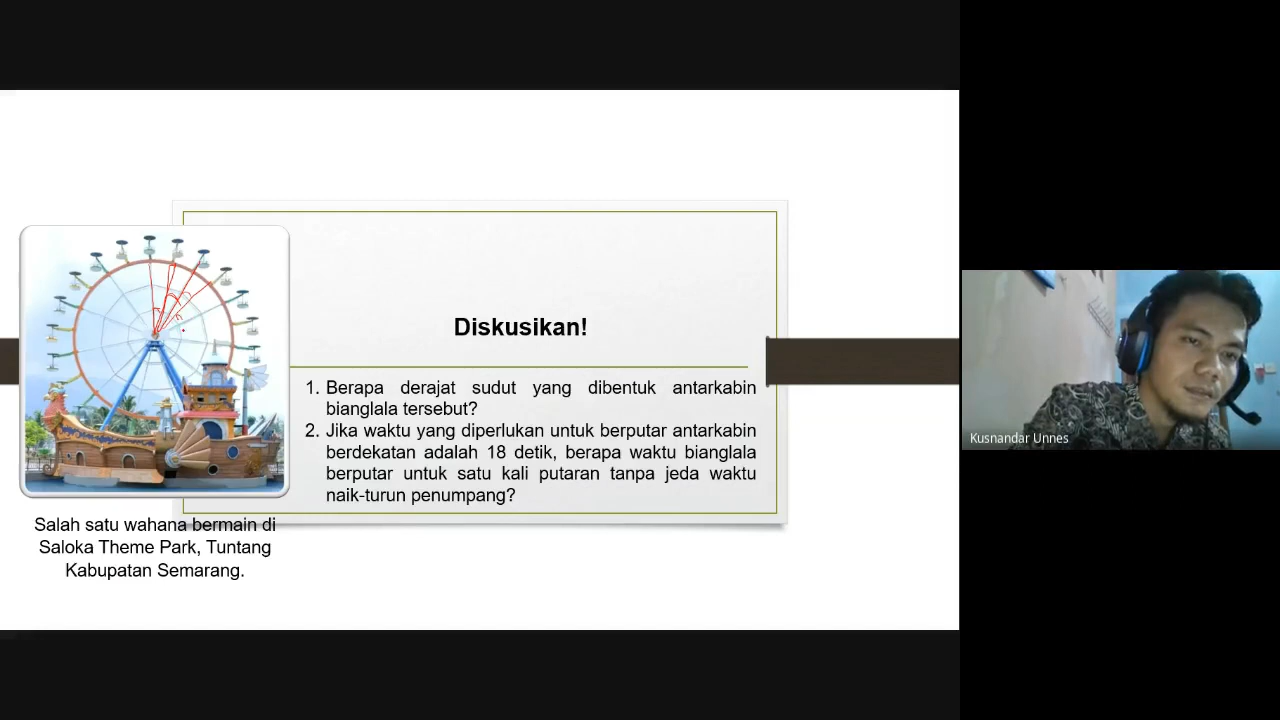 Diskusikan!
1. Berapa derajat sudut yang dibentuk antarkabin
bianglala tersebut?
2. Jika waktu yang diperlukan untuk berputar antarkabin
berdekatan adalah 18 detik, berapa waktu bianglala
berputar untuk satu kali putaran tanpa jeda waktu
naik-turun penumpang?
Salah satu wahana bermain di
Saloka Theme Park, Tuntang
Kabupatan Semarang.
Kusnandar Unnes